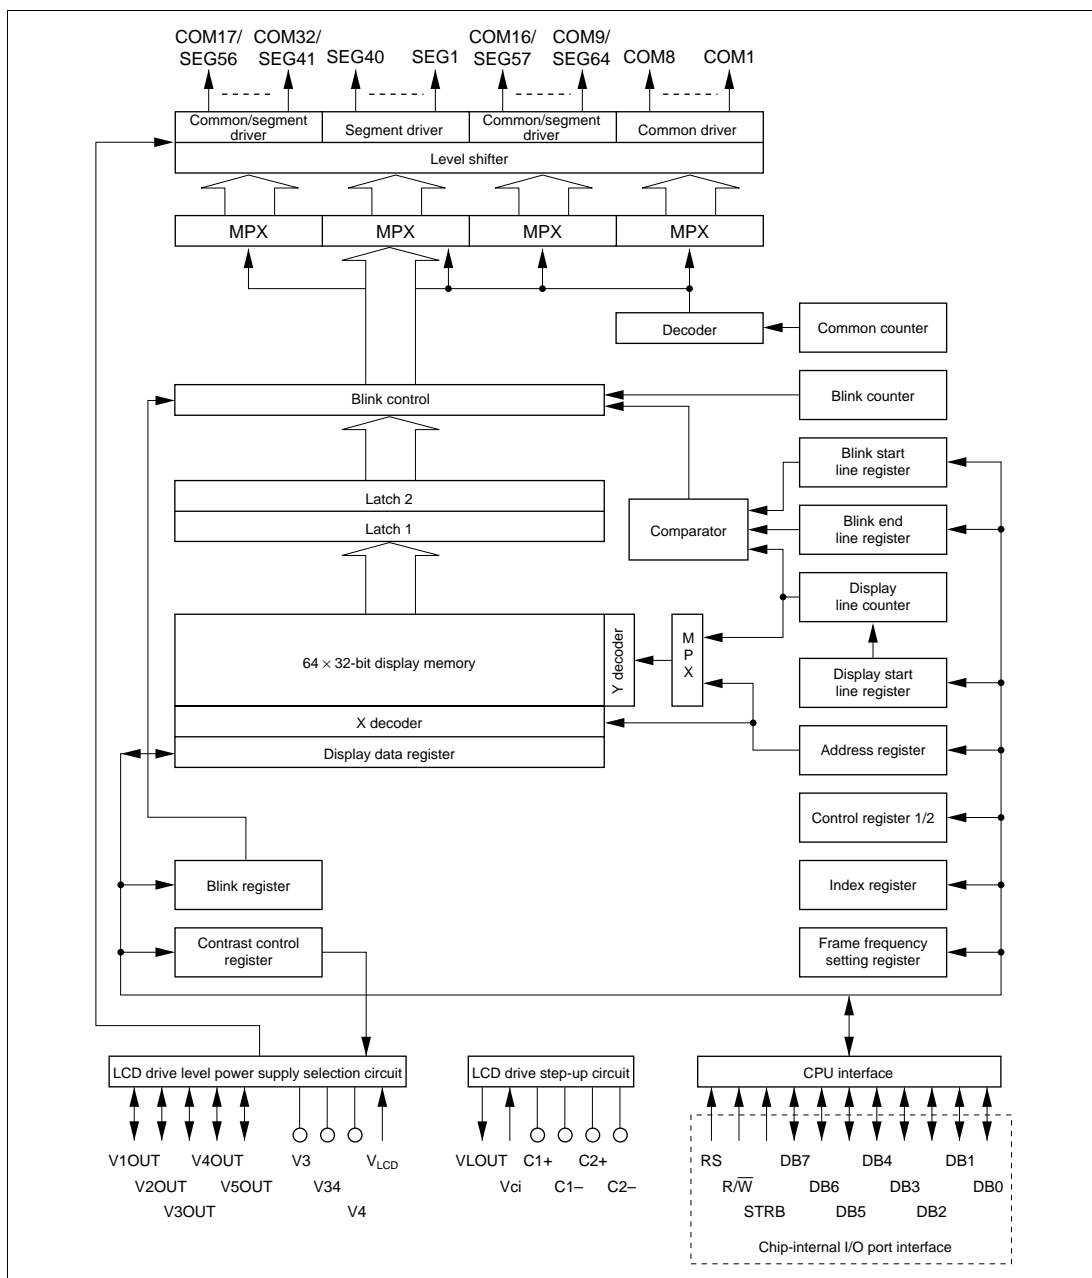 COM17/ COM32/ COM16/ COM9/
SEG56 SEG41 SEG40 SEG1 SEG57 SEG64 COM8 COM1
Common/segment driver
Segment driver
Common/segment driver
Common driver
Level shifter
MPX MPX MPX MPX
Decoder
Common counter
Blink control
Blink counter
Blink start
line register
Latch 2
Latch 1
Comparator
Blink end
line register
Display
line counter
64 × 32-bit display memory
Y decoder
M
P
X
Display start
line register
X decoder
Display data register
Address register
Control register 1/2
Blink register
Index register
Contrast control
register
Frame frequency
setting register
LCD drive level power supply selection circuit
LCD drive step-up circuit
CPU interface
V1OUT V4OUT V3 VLCD VLOUT C1+ C2+ RS DB7 DB4 DB1
V2OUT V5OUT V34 Vci C1– C2– R/W̅ DB6 DB3 DB0
V3OUT V4 STRB DB5 DB2
Chip-internal I/O port interface